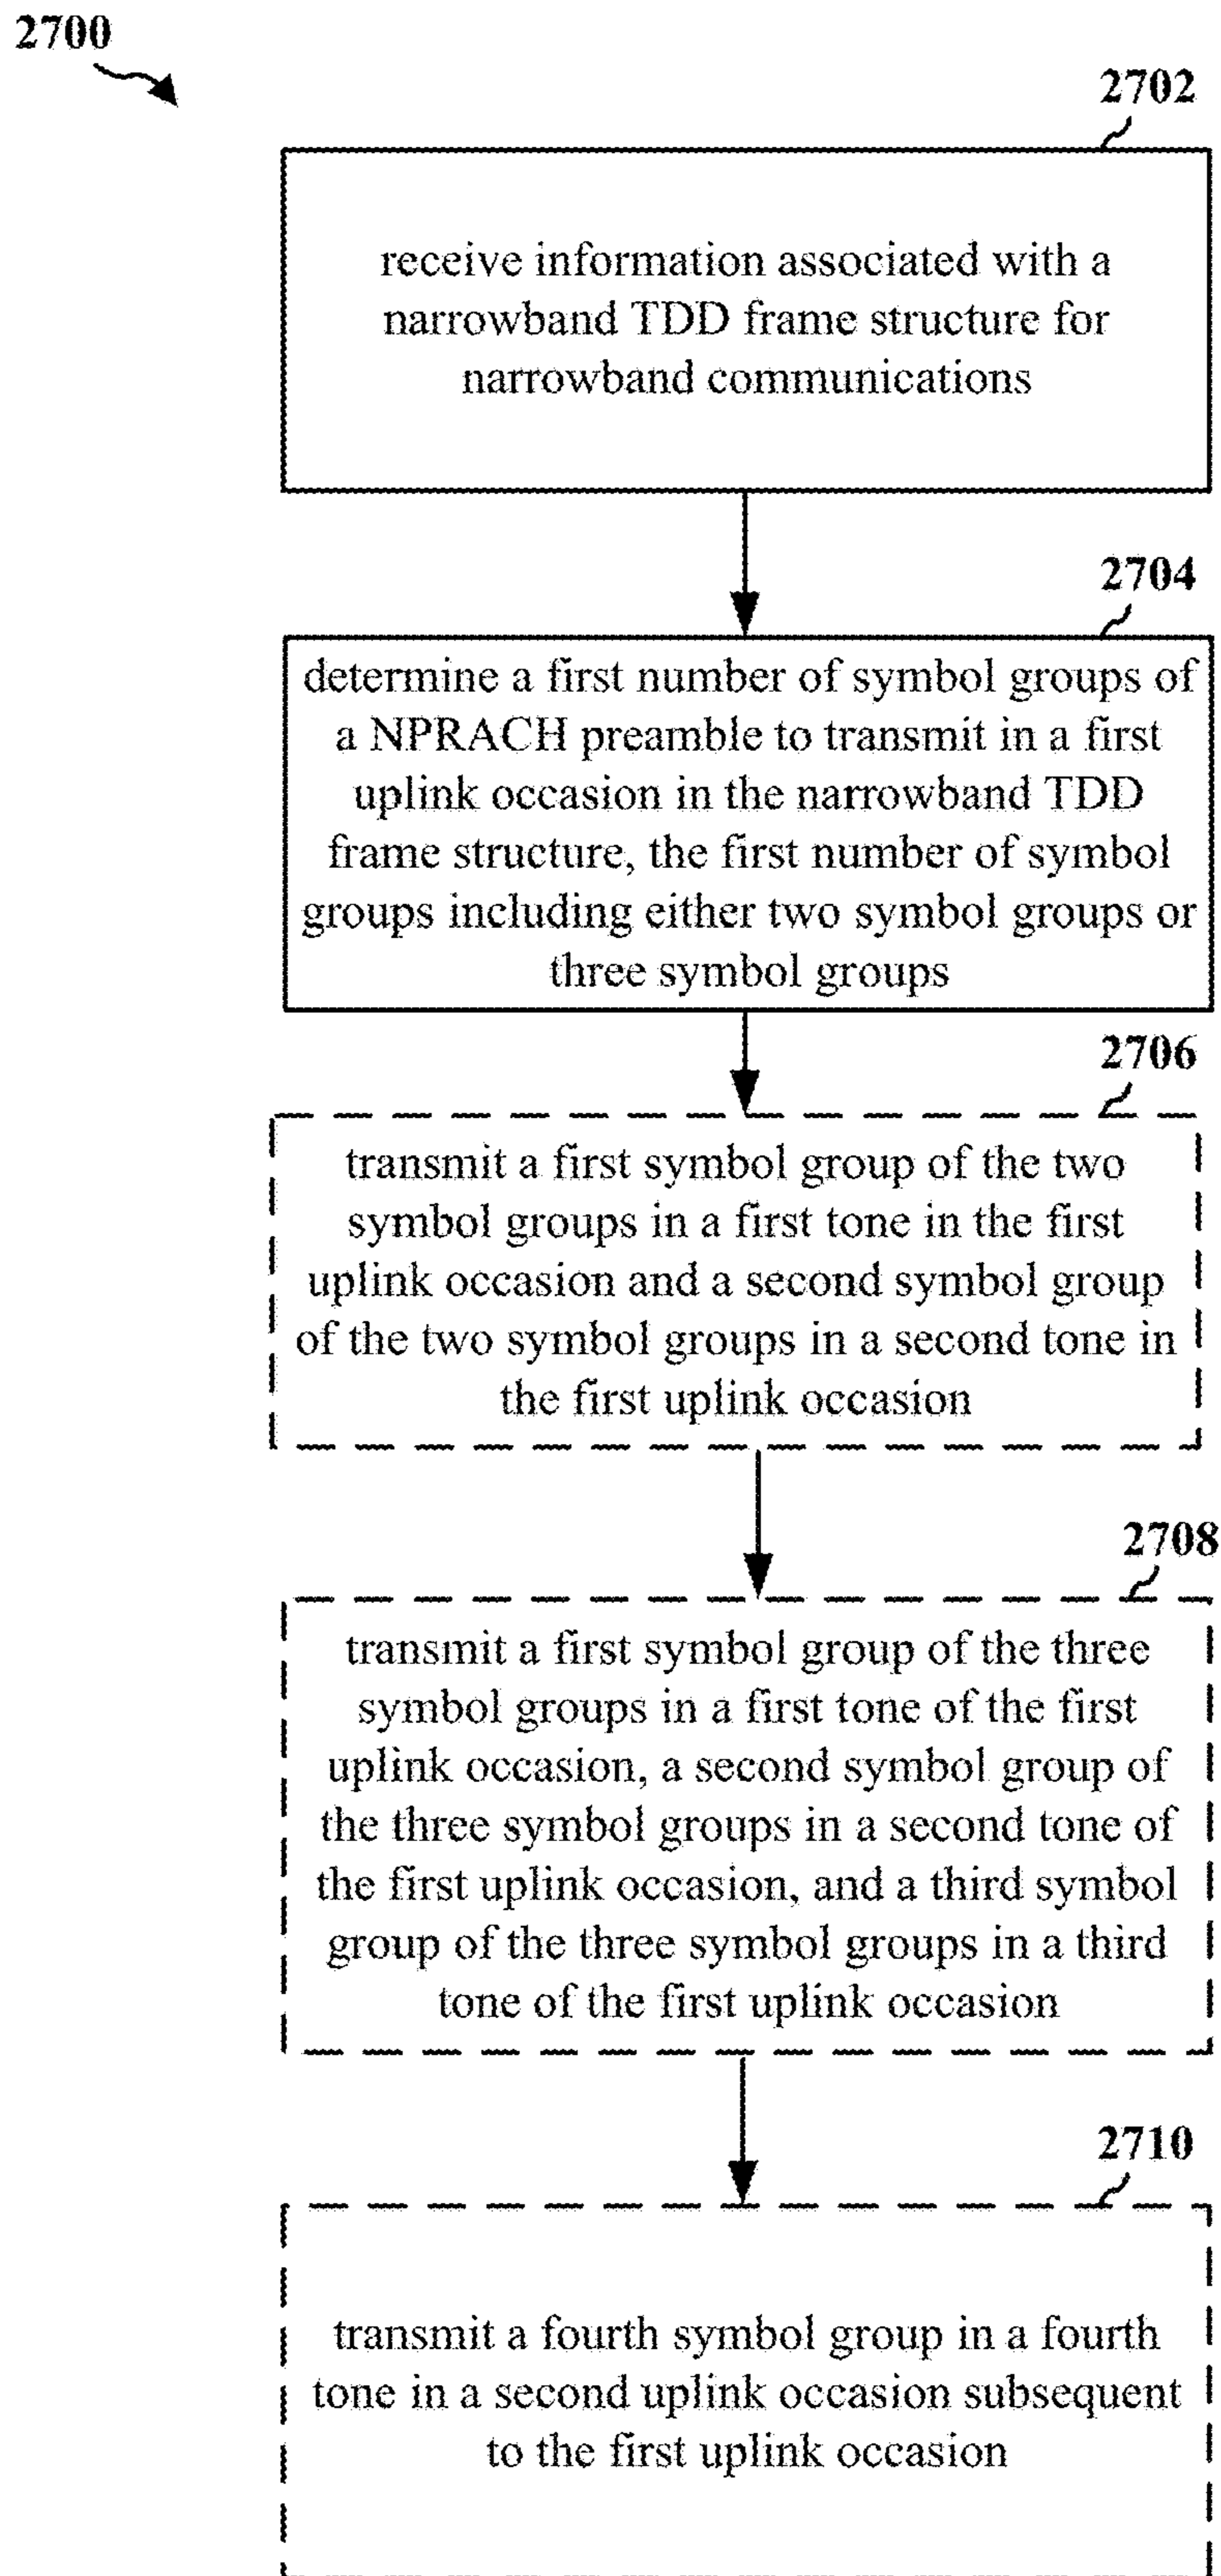 2700
2702
receive information associated with a
narrowband TDD frame structure for
narrowband communications
2704
determine a first number of symbol groups of
a NPRACH preamble to transmit in a first
uplink occasion in the narrowband TDD
frame structure, the first number of symbol
groups including either two symbol groups or
three symbol groups
2706
transmit a first symbol group of the two
symbol groups in a first tone in the first
uplink occasion and a second symbol group
of the two symbol groups in a second tone in
the first uplink occasion
2708
transmit a first symbol group of the three
symbol groups in a first tone of the first
uplink occasion, a second symbol group of
the three symbol groups in a second tone of
the first uplink occasion, and a third symbol
group of the three symbol groups in a third
tone of the first uplink occasion
2710
transmit a fourth symbol group in a fourth
tone in a second uplink occasion subsequent
to the first uplink occasion